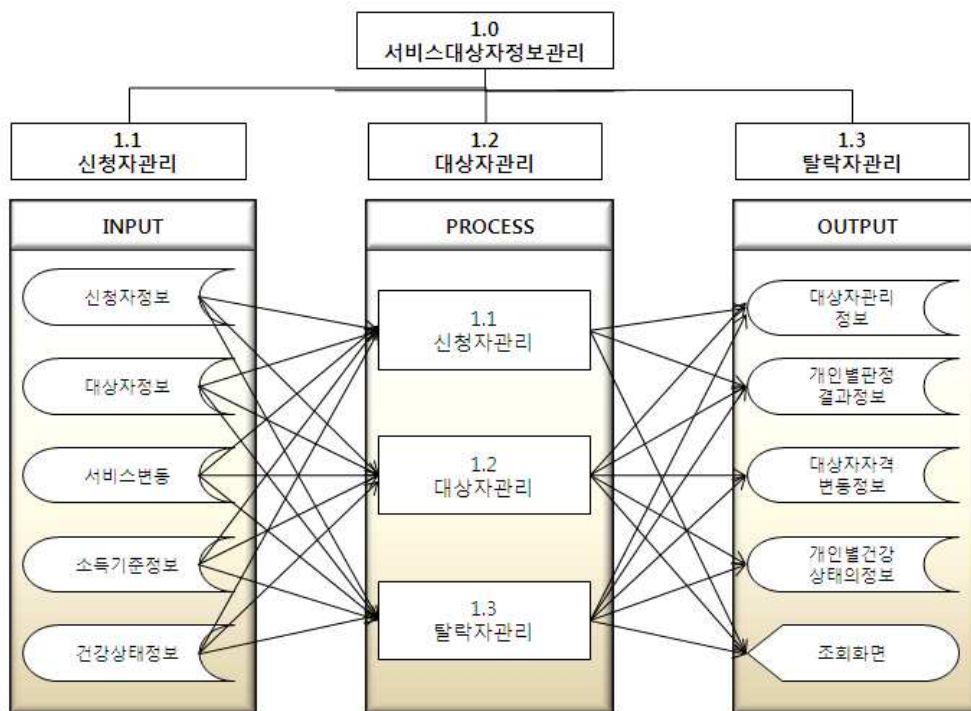 1.0
서비스대상자정보관리
1.1
신청자관리
1.2
대상자관리
1.3
탈락자관리
INPUT
신청자정보
대상자정보
서비스변동
소득기준정보
건강상태정보
PROCESS
1.1
신청자관리
1.2
대상자관리
1.3
탈락자관리
OUTPUT
대상자관리
정보
개인별판정
결과정보
대상자자격
변동정보
개인별건강
상태의정보
조회화면